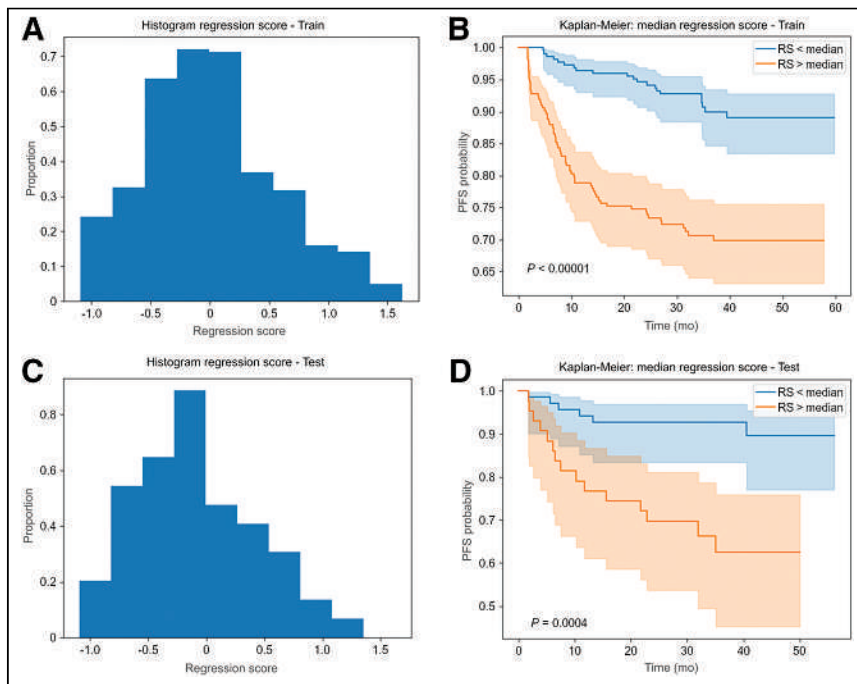 A
Histogram regression score - Train
0.7
0.6
0.5
0.4
0.3
0.2
0.1
0
Proportion
-1.0 -0.5 0 0.5 1.0 1.5
Regression score
B
Kaplan-Meier: median regression score - Train
RS < median
RS > median
1.00
0.95
0.90
0.85
0.80
0.75
0.70
0.65
PFS probability
P < 0.00001
0 10 20 30 40 50 60
Time (mo)
C
Histogram regression score - Test
0.8
0.6
0.4
0.2
0
Proportion
-1.0 -0.5 0 0.5 1.0 1.5
Regression score
D
Kaplan-Meier: median regression score - Test
RS < median
RS > median
1.0
0.9
0.8
0.7
0.6
0.5
PFS probability
P = 0.0004
0 10 20 30 40 50
Time (mo)